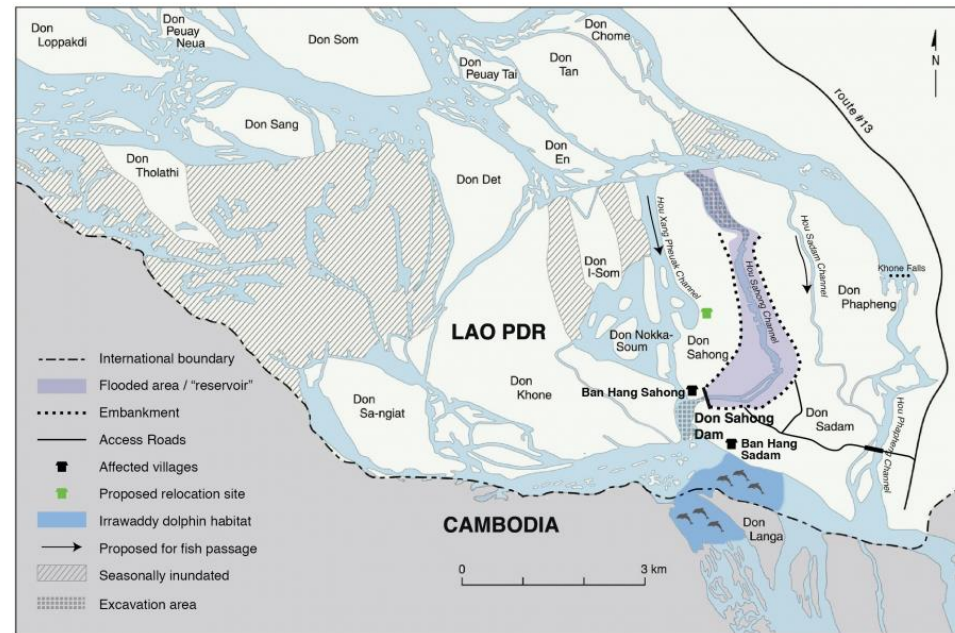 Don
Loppakdi
Don
Peuay
Neua
Don Som
Don
Chome
Don
Peuay Tai
Don
Tan
N
route #13
Don Sang
Don
En
Don
Tholathi
Don Det
Hou Xang Pheuak Channel
Hou Sadam Channel
Don
I-Som
Hou Sahong Channel
Khone Falls
Don
Phapheng
LAO PDR
Don Nokka-
Soum
Don
Sahong
Don
Khone
Ban Hang Sahong
Don
Sa-ngiat
Don Sahong
Dam
Don
Sadam
Hou Phapheng Channel
Ban Hang
Sadam
CAMBODIA
Don
Langa
0 3 km
International boundary
Flooded area / "reservoir"
Embankment
Access Roads
Affected villages
Proposed relocation site
Irrawaddy dolphin habitat
Proposed for fish passage
Seasonally inundated
Excavation area